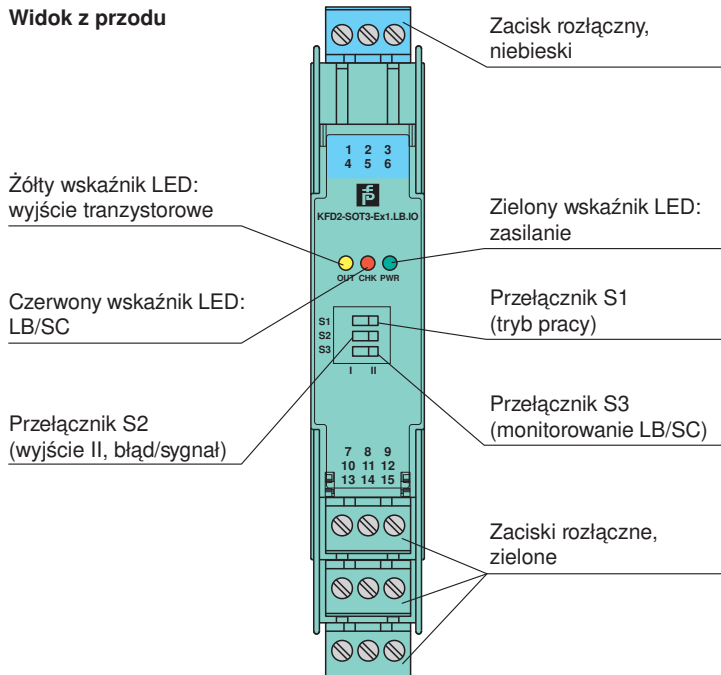 Widok z przodu
Zacisk rozłączny,
niebieski
1 2 3
4 5 6
KFD2-SOT3-Ex1.LB.IO
Żółty wskaźnik LED:
wyjście tranzystorowe
Zielony wskaźnik LED:
zasilanie
OUT CHK PWR
Czerwony wskaźnik LED:
LB/SC
Przełącznik S1
(tryb pracy)
S1
S2
S3
I II
Przełącznik S2
(wyjście II, błąd/sygnał)
Przełącznik S3
(monitorowanie LB/SC)
7 8 9
10 11 12
13 14 15
Zaciski rozłączne,
zielone